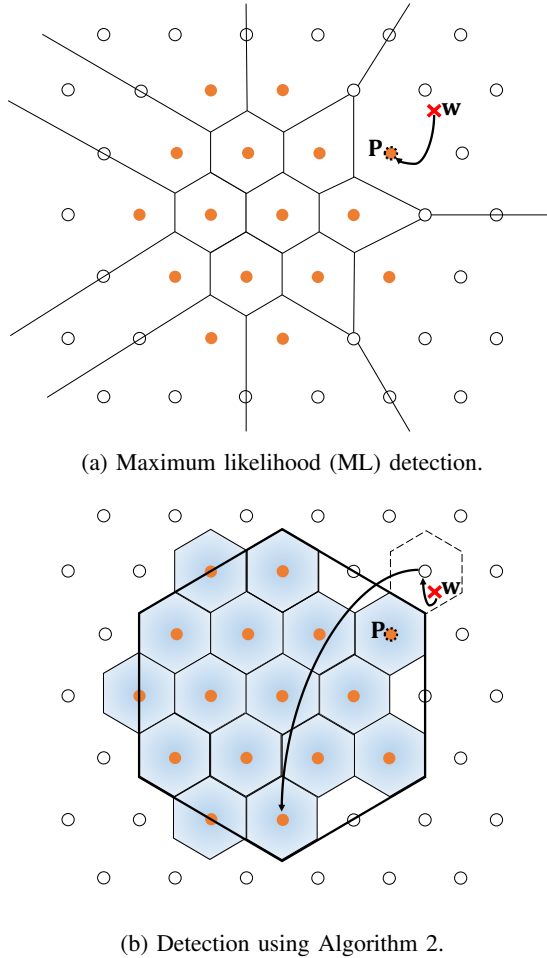 w
P
(a) Maximum likelihood (ML) detection.
w
P
(b) Detection using Algorithm 2.